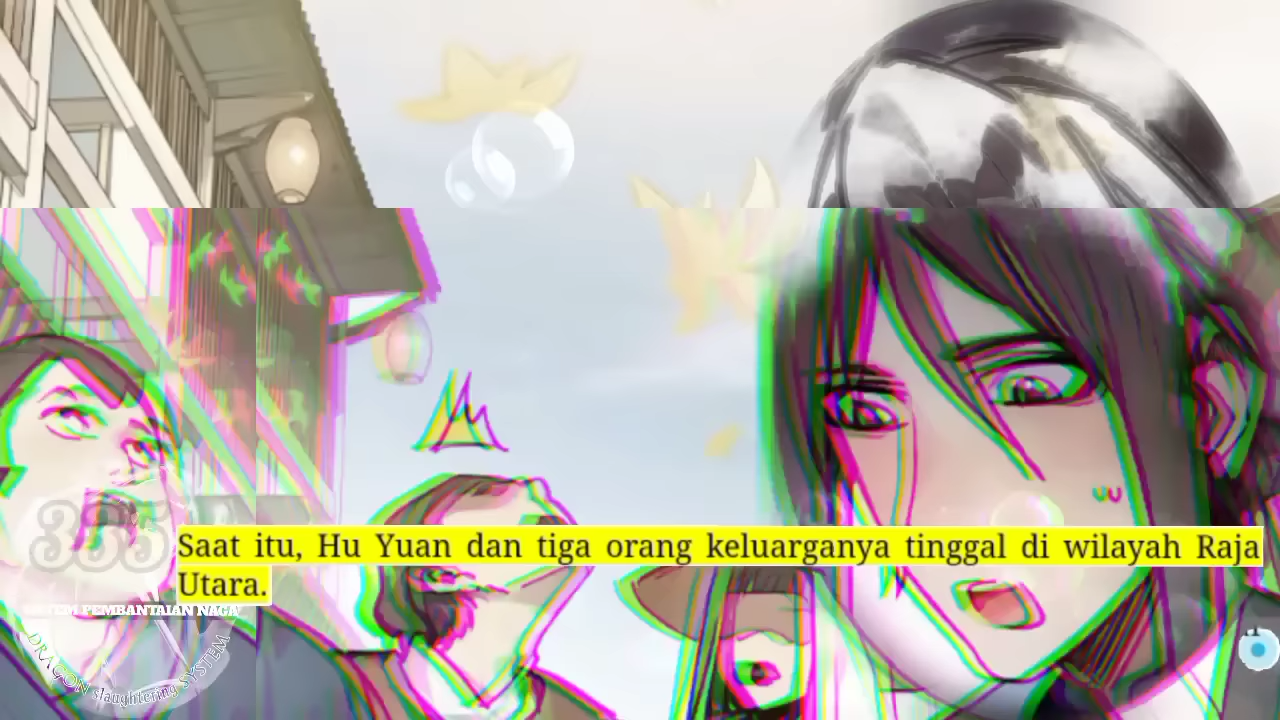 355
Saat itu, Hu Yuan dan tiga orang keluarganya tinggal di wilayah Raja
Utara.
SISTEM PEMBANTAIAN NAGA
DRAGON slaughtering SYSTEM